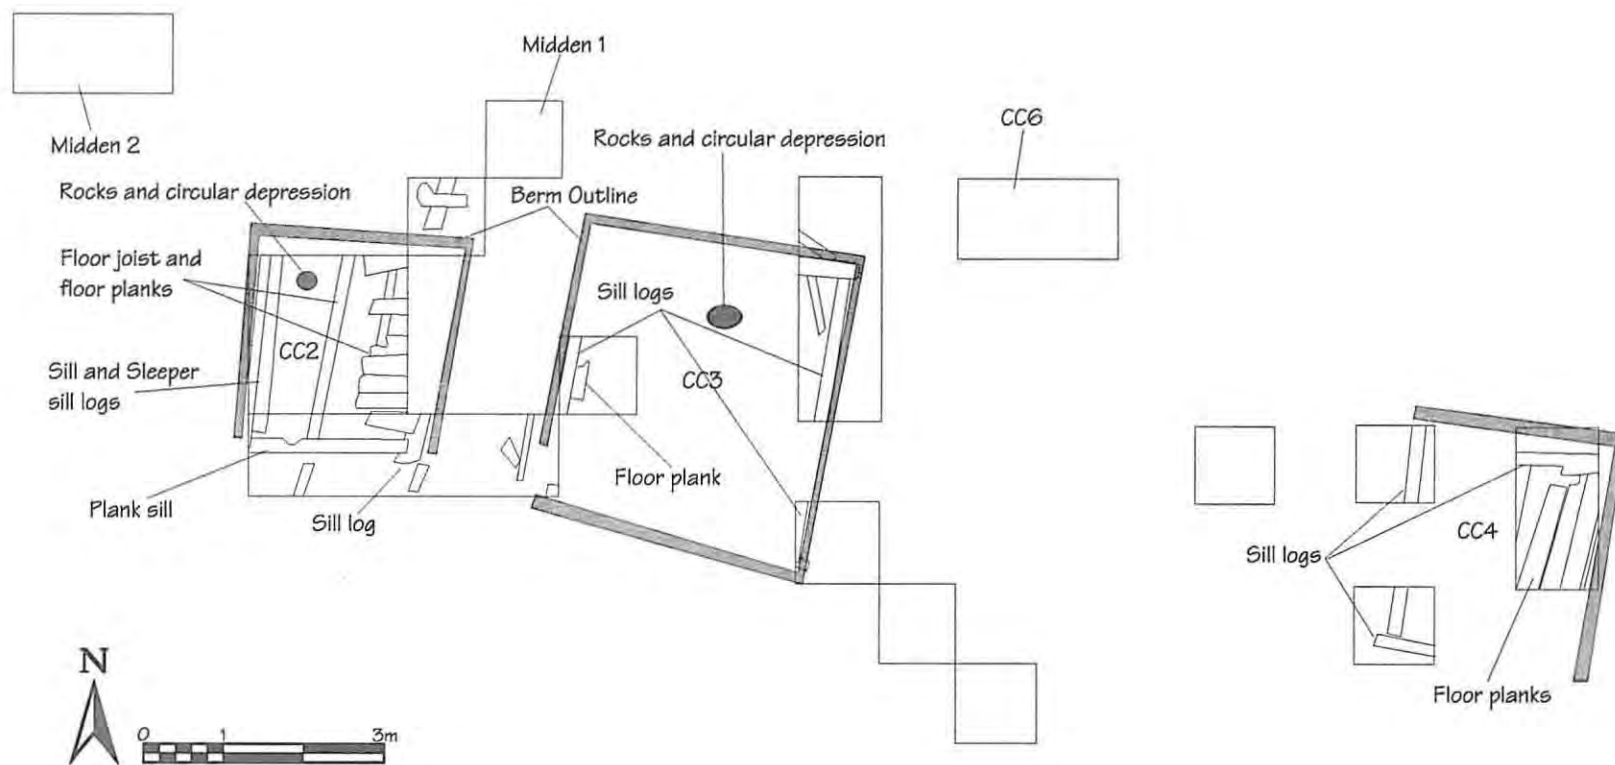 Midden 1
Midden 2
CC6
Rocks and circular depression
Rocks and circular depression
Berm Outline
Floor joist and
floor planks
Sill logs
CC2
CC3
Sill and Sleeper
sill logs
Floor plank
Plank sill
Sill log
CC4
Sill logs
Floor planks
N
0 1 3m